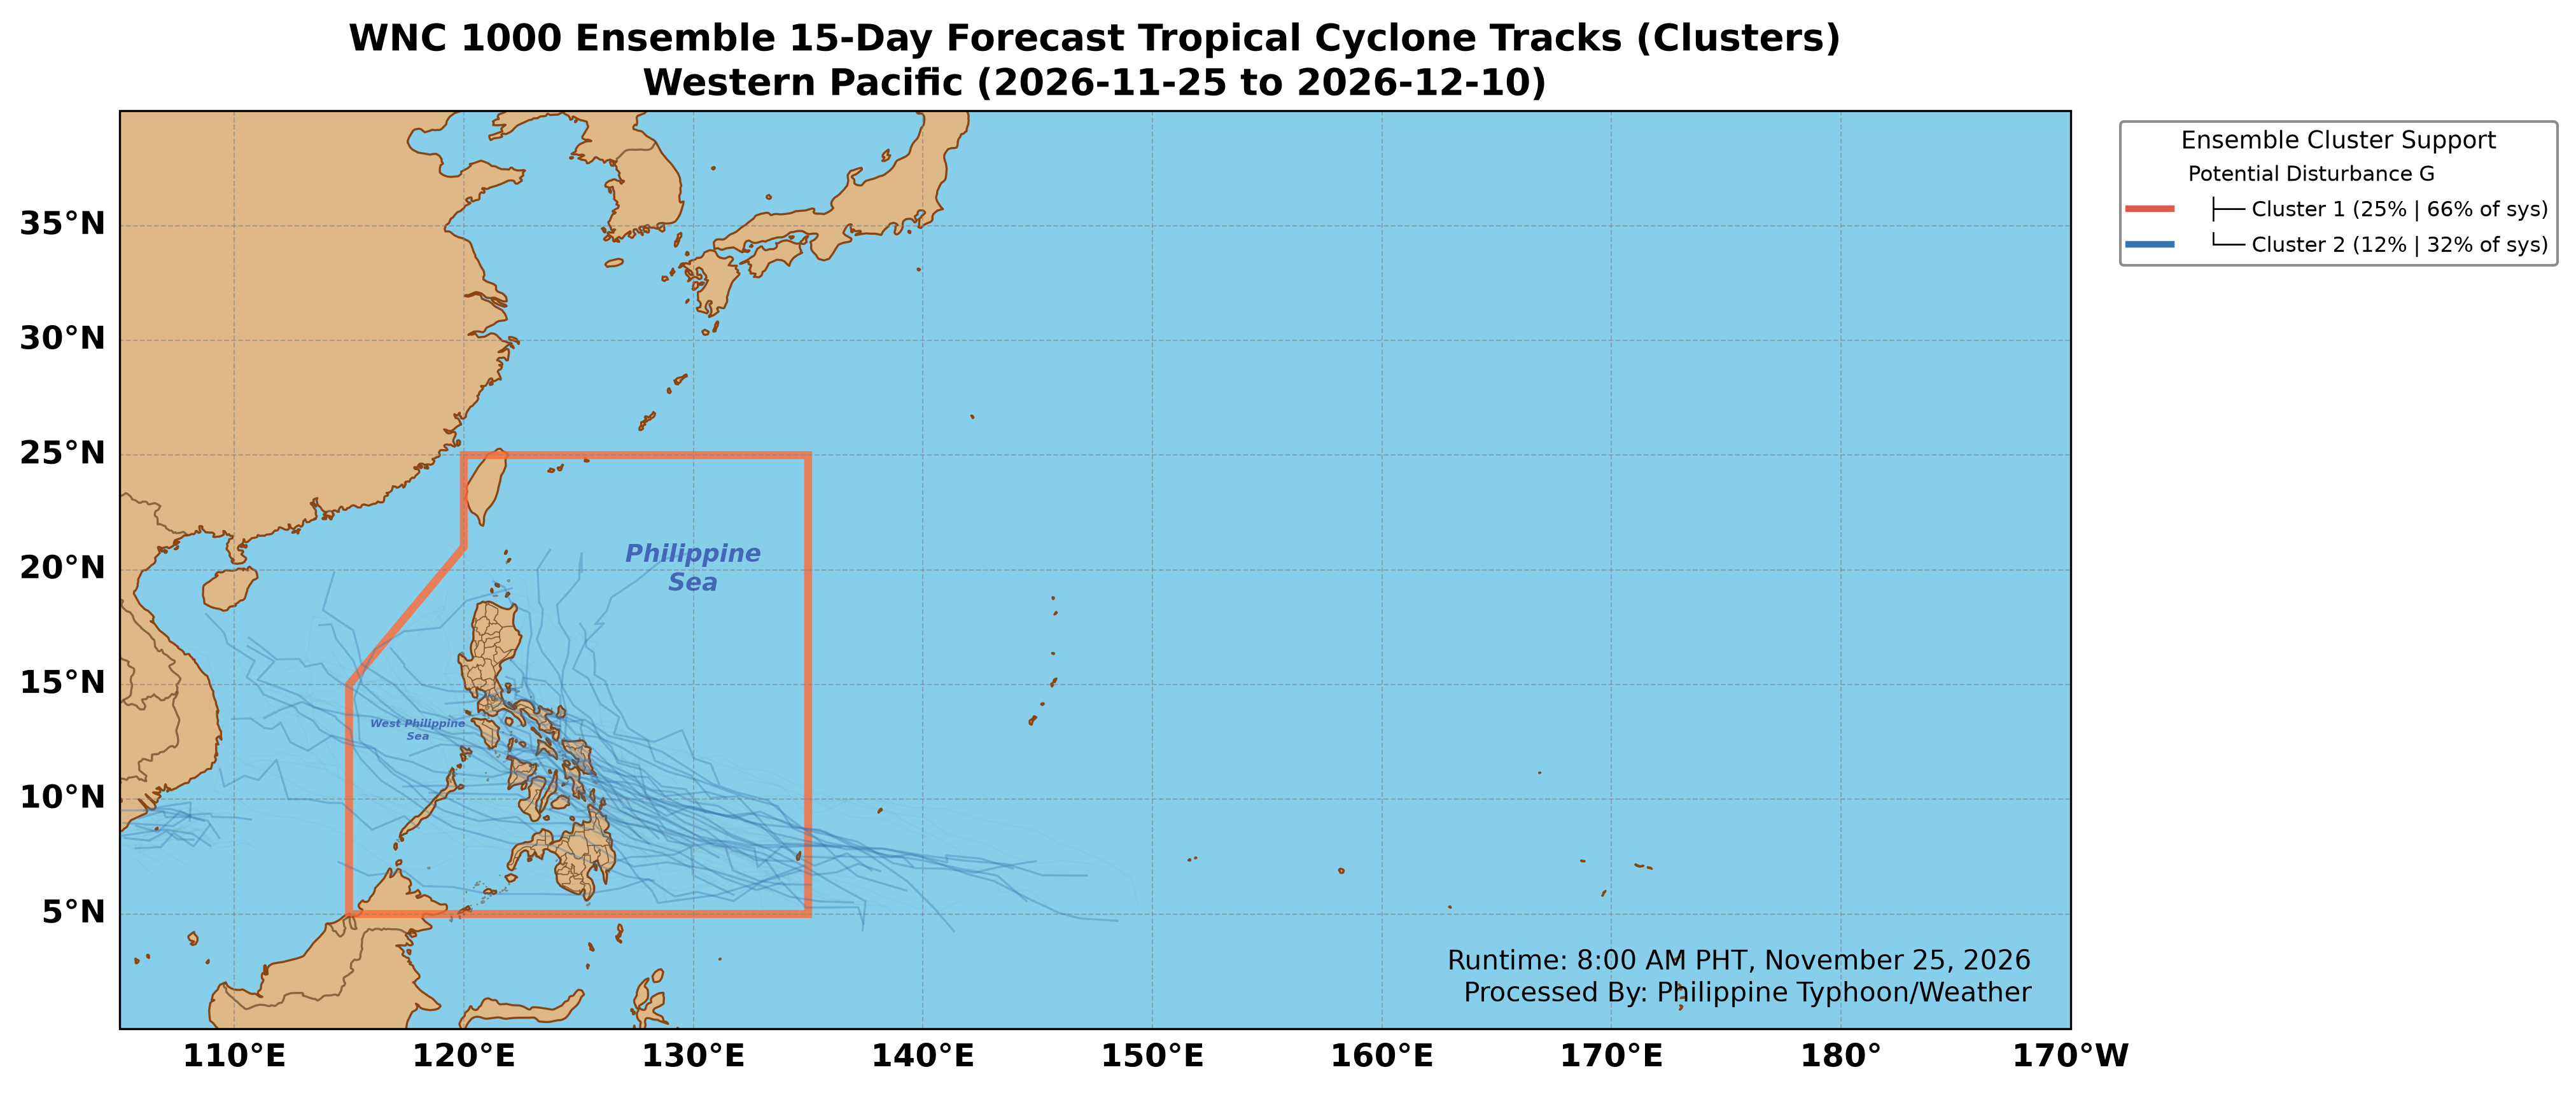 WNC 1000 Ensemble 15-Day Forecast Tropical Cyclone Tracks (Clusters)
Western Pacific (2026-11-25 to 2026-12-10)
Ensemble Cluster Support
Potential Disturbance G
├── Cluster 1 (25% | 66% of sys)
└── Cluster 2 (12% | 32% of sys)
35°N
30°N
25°N
20°N
15°N
10°N
5°N
Philippine
Sea
West Philippine
Sea
Runtime: 8:00 AM PHT, November 25, 2026
Processed By: Philippine Typhoon/Weather
110°E
120°E
130°E
140°E
150°E
160°E
170°E
180°
170°W